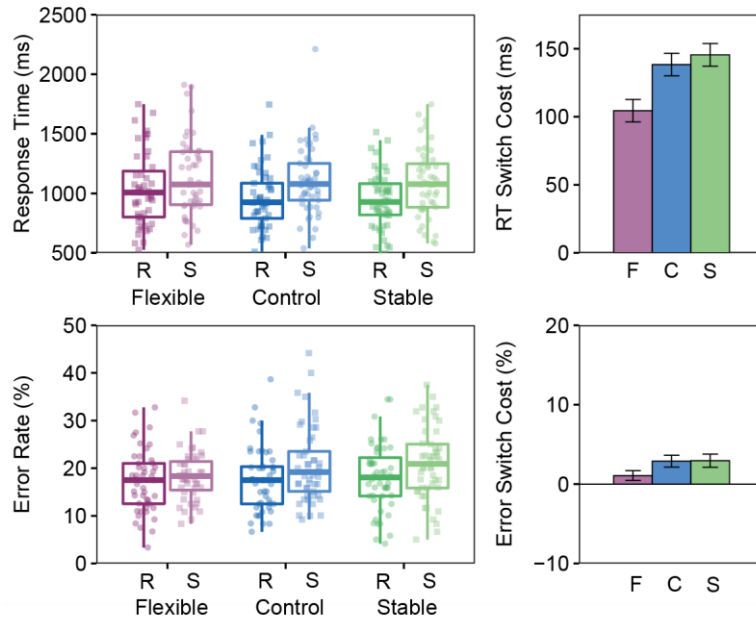 Response Time (ms)
2500
2000
1500
1000
500
R S R S R S
Flexible Control Stable
RT Switch Cost (ms)
150
100
50
0
F C S
Error Rate (%)
50
40
30
20
10
0
R S R S R S
Flexible Control Stable
Error Switch Cost (%)
20
10
0
−10
F C S